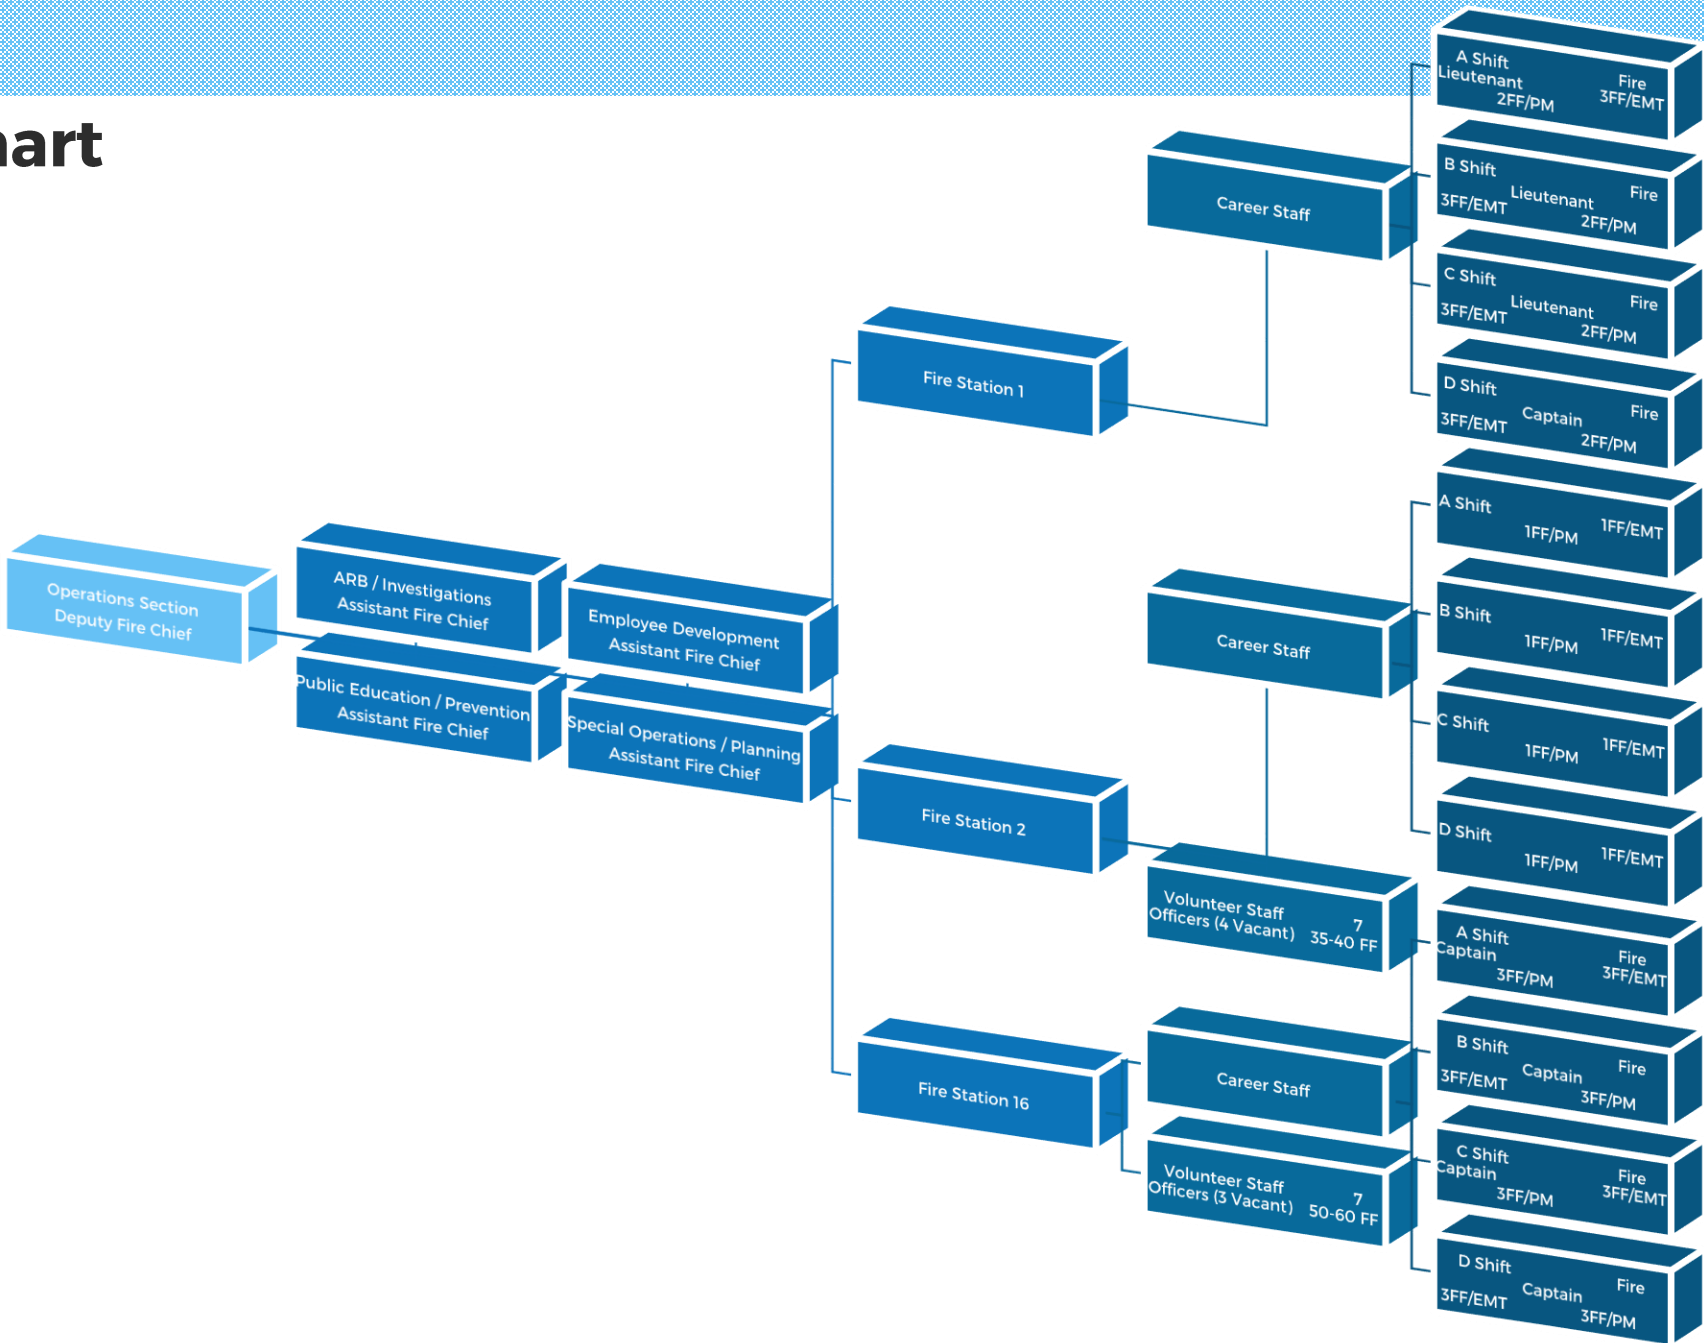 hart
Operations Section
Deputy Fire Chief
ARB / Investigations
Assistant Fire Chief
Public Education / Prevention
Assistant Fire Chief
Employee Development
Assistant Fire Chief
Special Operations / Planning
Assistant Fire Chief
Fire Station 1
Career Staff
A Shift Fire
Lieutenant 3FF/EMT
2FF/PM
B Shift Fire
Lieutenant
3FF/EMT 2FF/PM
C Shift Fire
Lieutenant
3FF/EMT 2FF/PM
D Shift Fire
Captain
3FF/EMT 2FF/PM
Fire Station 2
Career Staff
A Shift 1FF/EMT
1FF/PM
B Shift 1FF/EMT
1FF/PM
C Shift 1FF/EMT
1FF/PM
D Shift 1FF/EMT
1FF/PM
Volunteer Staff 7
Officers (4 Vacant) 35-40 FF
Fire Station 16
Career Staff
A Shift Fire
Captain 3FF/EMT
3FF/PM
B Shift Fire
Captain
3FF/EMT 3FF/PM
C Shift Fire
Captain 3FF/EMT
3FF/PM
D Shift Fire
Captain
3FF/EMT 3FF/PM
Volunteer Staff 7
Officers (3 Vacant) 50-60 FF